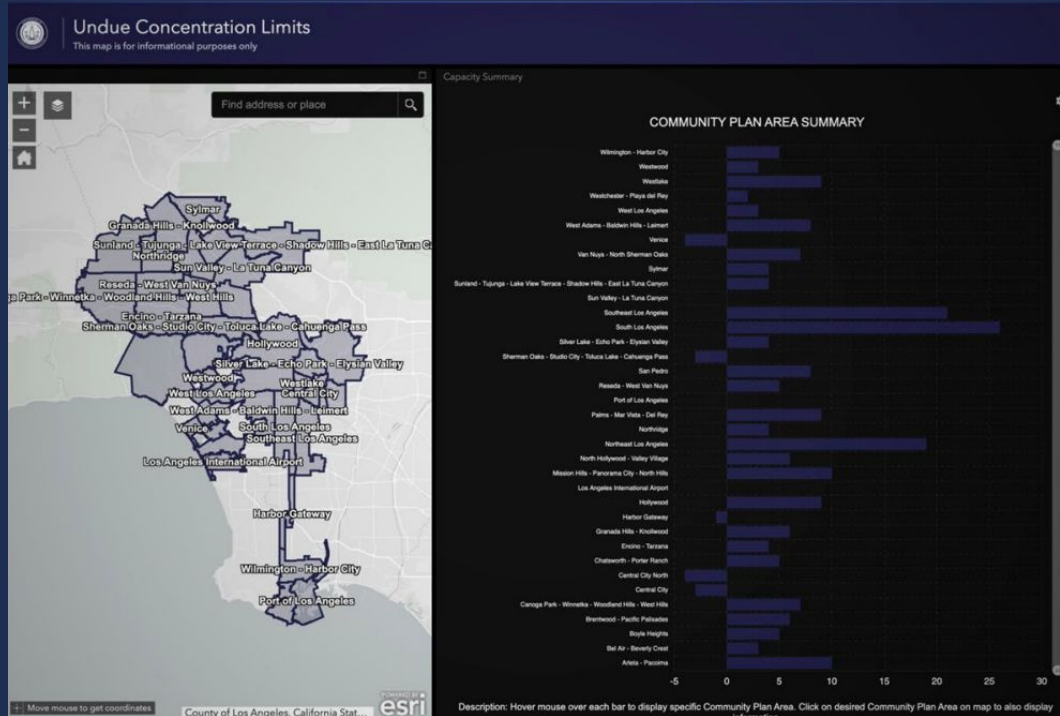 Undue Concentration Limits
This map is for informational purposes only
Find address or place
Sylmar
Granada Hills - Knollwood
Sunland - Tujunga - Lake View Terrace - Shadow Hills - East La Tuna C
Northridge
Sun Valley - La Tuna Canyon
Reseda - West Van Nuys
ga Park - Winnetka - Woodland Hills - West Hills
Encino - Tarzana
Sherman Oaks - Studio City - Toluca Lake - Cahuenga Pass
Hollywood
Silver Lake - Echo Park - Elysian Valley
Westwood
Westlake
West Los Angeles
Central City
West Adams - Baldwin Hills - Leimert
Venice
South Los Angeles
Southeast Los Angeles
Los Angeles International Airport
Harbor Gateway
Wilmington - Harbor City
Port of Los Angeles
Move mouse to get coordinates
County of Los Angeles, California Stat...
POWERED BY
esri
Capacity Summary
COMMUNITY PLAN AREA SUMMARY
Wilmington - Harbor City
Westwood
Westlake
Westchester - Playa del Rey
West Los Angeles
West Adams - Baldwin Hills - Leimert
Venice
Van Nuys - North Sherman Oaks
Sylmar
Sunland - Tujunga - Lake View Terrace - Shadow Hills - East La Tuna Canyon
Sun Valley - La Tuna Canyon
Southeast Los Angeles
South Los Angeles
Silver Lake - Echo Park - Elysian Valley
Sherman Oaks - Studio City - Toluca Lake - Cahuenga Pass
San Pedro
Reseda - West Van Nuys
Port of Los Angeles
Palms - Mar Vista - Del Rey
Northridge
Northeast Los Angeles
North Hollywood - Valley Village
Mission Hills - Panorama City - North Hills
Los Angeles International Airport
Hollywood
Harbor Gateway
Granada Hills - Knollwood
Encino - Tarzana
Chatsworth - Porter Ranch
Central City North
Central City
Canoga Park - Winnetka - Woodland Hills - West Hills
Brentwood - Pacific Palisades
Boyle Heights
Bel Air - Beverly Crest
Arleta - Pacoima
-5 0 5 10 15 20 25 30
Description: Hover mouse over each bar to display specific Community Plan Area. Click on desired Community Plan Area on map to also display